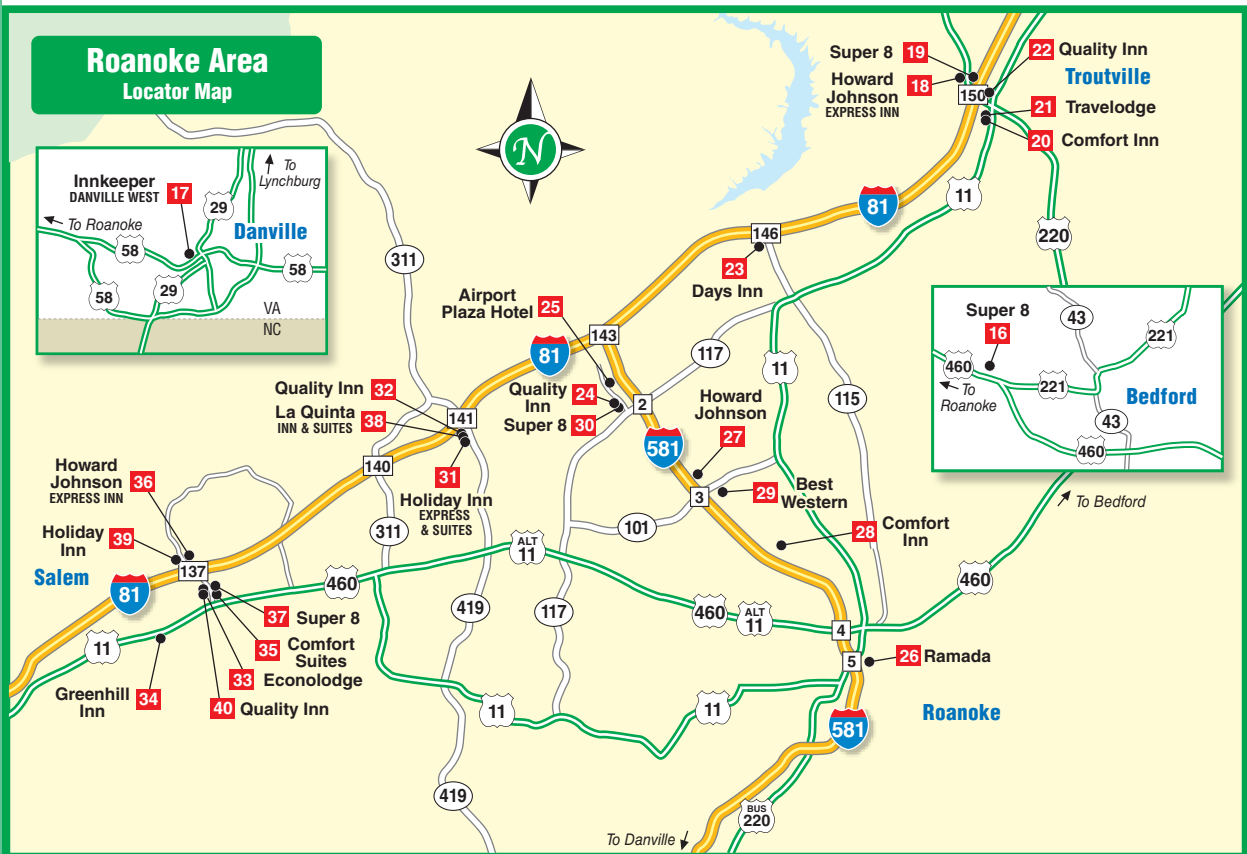 Roanoke Area
Locator Map
N
Innkeeper
DANVILLE WEST
17
To
Lynchburg
29
To Roanoke
Danville
58
58
58
29
VA
NC
Super 8 19
Howard
Johnson
EXPRESS INN
18
22 Quality Inn
Troutville
150
21 Travelodge
20 Comfort Inn
81
11
220
146
23
Days Inn
311
Airport
Plaza Hotel
25
143
81
117
11
115
Super 8
16
43
221
460
221
To
Roanoke
Bedford
43
460
To Bedford
Quality Inn 32
La Quinta
INN & SUITES
38
141
Quality
Inn
24
Super 8 30
2
581
Howard
Johnson
27
140
31
Holiday Inn
EXPRESS
& SUITES
3
29 Best
Western
101
28 Comfort
Inn
Howard
Johnson
EXPRESS INN
36
Holiday
Inn
39
137
Salem
81
311
ALT
11
460
460
ALT
11
460
419
117
4
5
26 Ramada
37 Super 8
35 Comfort
Suites
33 Econolodge
40 Quality Inn
11
Greenhill
Inn
34
11
11
Roanoke
581
419
BUS
220
To Danville